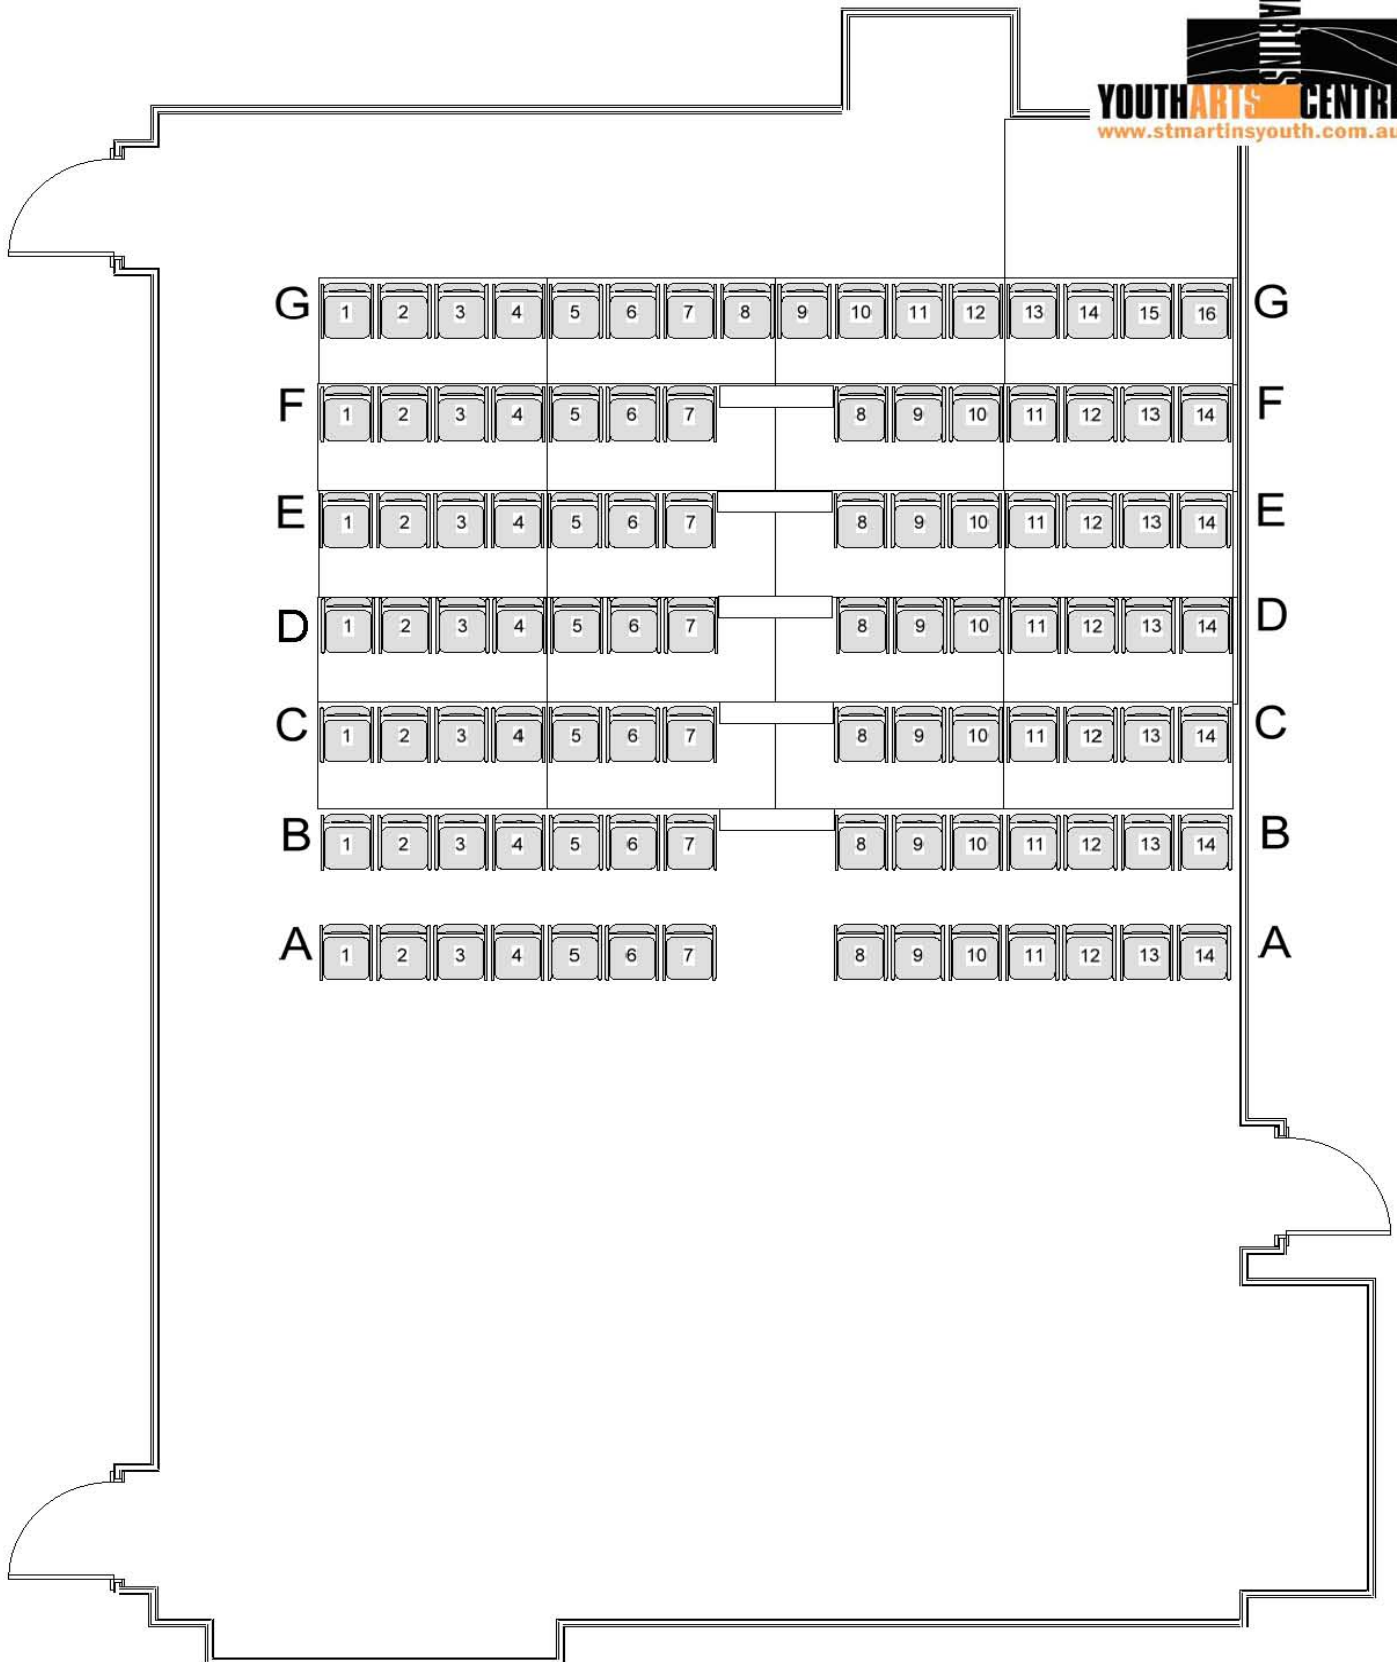 MARTINS
YOUTHARTS CENTRE
www.stmartinsyouth.com.au
G 1 2 3 4 5 6 7 8 9 10 11 12 13 14 15 16 G
F 1 2 3 4 5 6 7 8 9 10 11 12 13 14 F
E 1 2 3 4 5 6 7 8 9 10 11 12 13 14 E
D 1 2 3 4 5 6 7 8 9 10 11 12 13 14 D
C 1 2 3 4 5 6 7 8 9 10 11 12 13 14 C
B 1 2 3 4 5 6 7 8 9 10 11 12 13 14 B
A 1 2 3 4 5 6 7 8 9 10 11 12 13 14 A